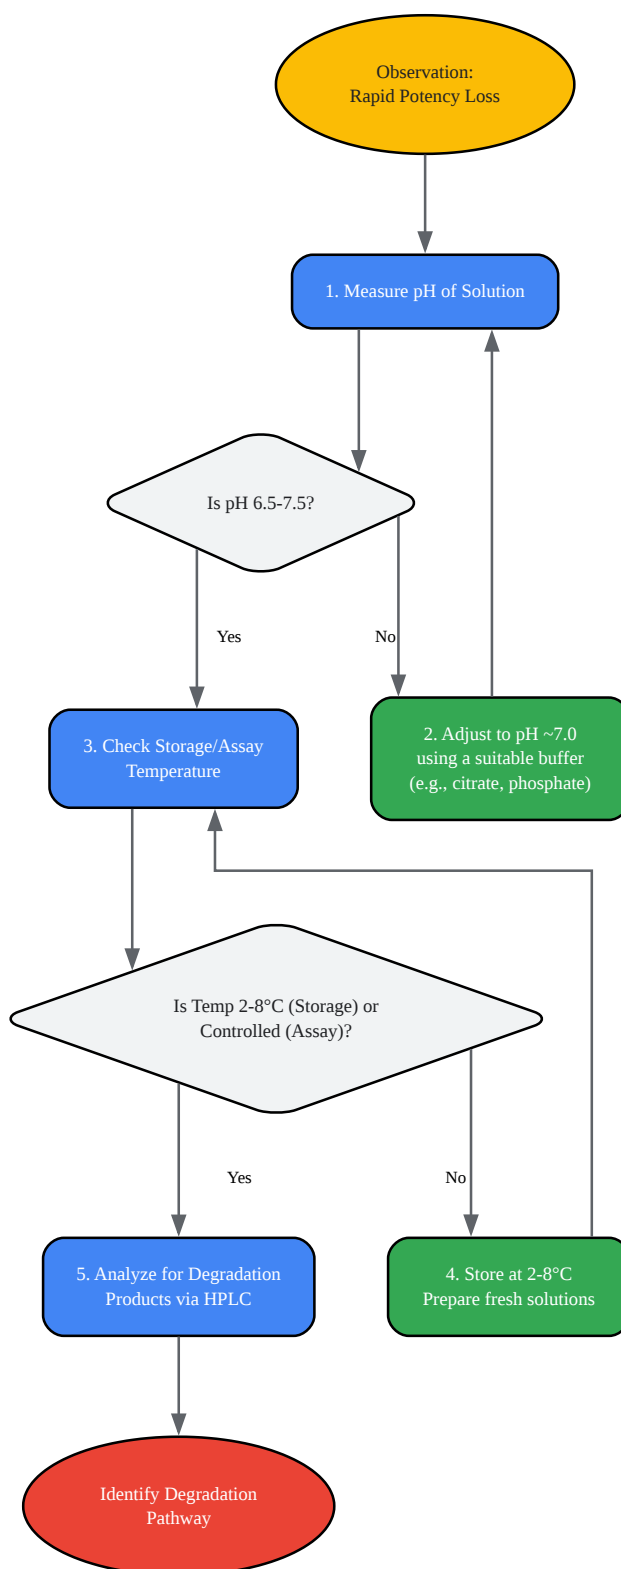 Observation:
Rapid Potency Loss
1. Measure pH of Solution
Is pH 6.5-7.5?
Yes
No
3. Check Storage/Assay
Temperature
2. Adjust to pH ~7.0
using a suitable buffer
(e.g., citrate, phosphate)
Is Temp 2-8°C (Storage) or
Controlled (Assay)?
Yes
No
5. Analyze for Degradation
Products via HPLC
4. Store at 2-8°C
Prepare fresh solutions
Identify Degradation
Pathway